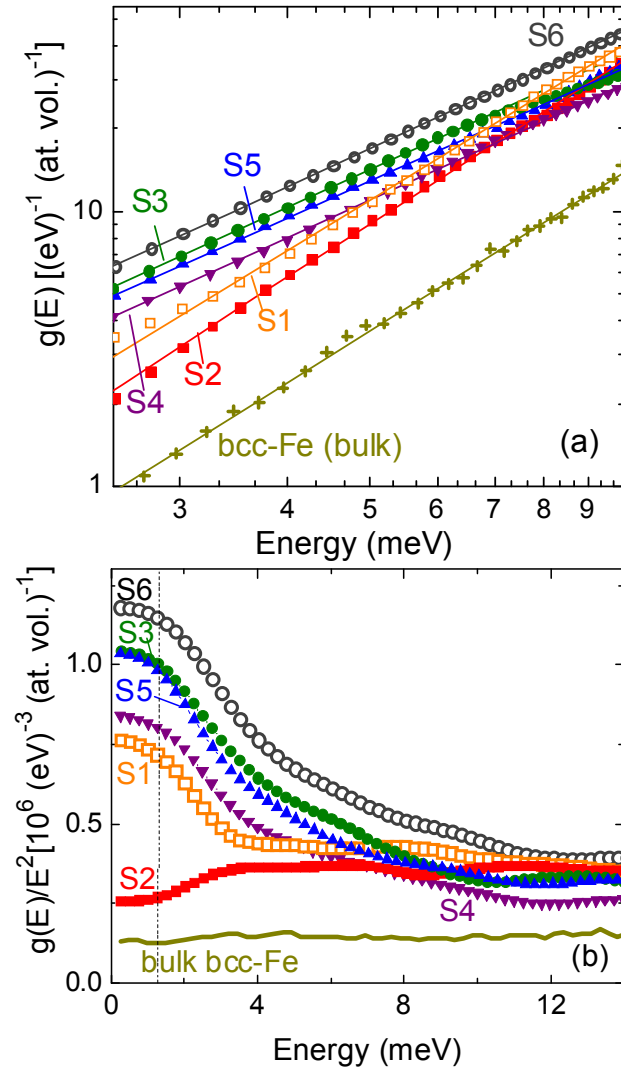 S6
S3
S5
S1
S2
S4
bcc-Fe (bulk)
(a)
g(E) [(eV)⁻¹ (at. vol.)⁻¹
10
1
3 4 5 6 7 8 9
Energy (meV)
S6
S3
S5
S1
S2
S4
bulk bcc-Fe
(b)
g(E)/E² [10⁶ (eV)⁻³ (at. vol.)⁻¹
1.0
0.5
0.0
0 4 8 12
Energy (meV)